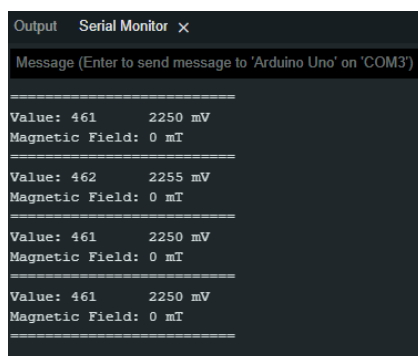 Output Serial Monitor ×
Message (Enter to send message to 'Arduino Uno' on 'COM3')
==========================
Value: 461 2250 mV
Magnetic Field: 0 mT
==========================
Value: 462 2255 mV
Magnetic Field: 0 mT
==========================
Value: 461 2250 mV
Magnetic Field: 0 mT
==========================
Value: 461 2250 mV
Magnetic Field: 0 mT
==========================